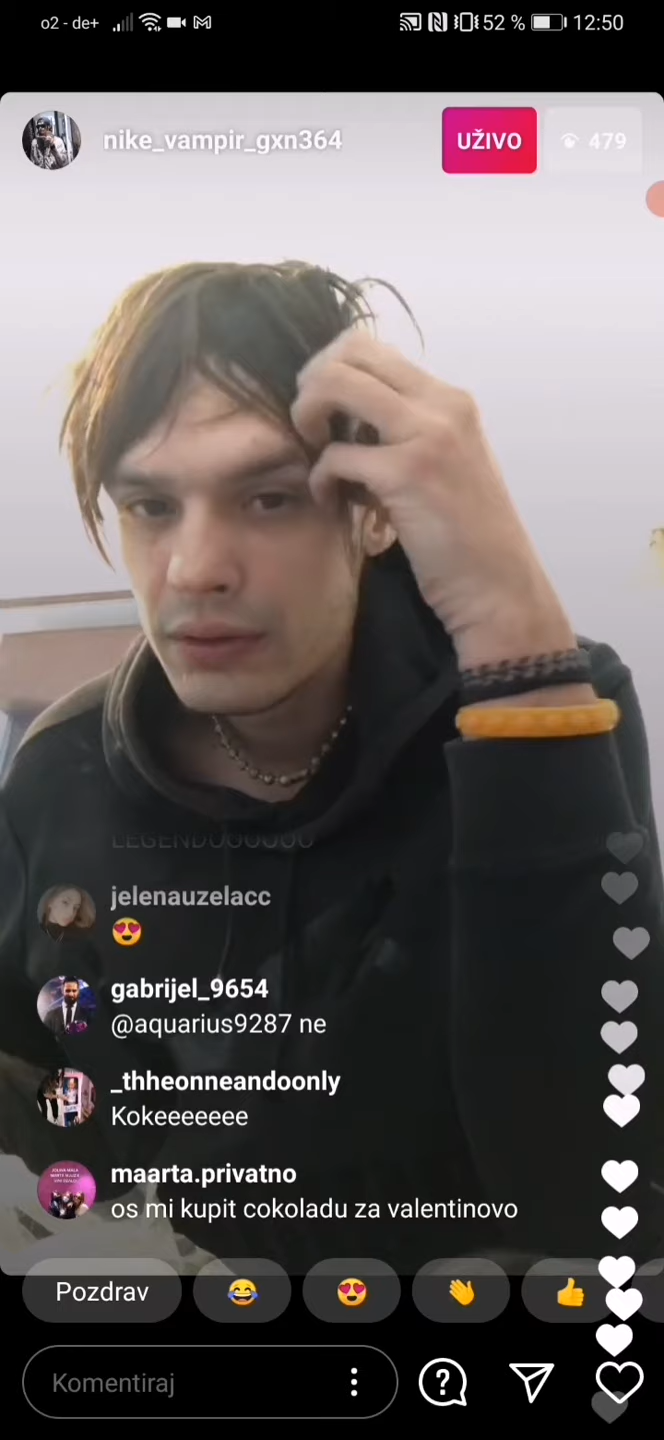 o2 - de+ 52 % 12:50
nike_vampir_gxn364 UŽIVO 479
LEGENDOOOOO
jelenauzelacc
😍
gabrijel_9654
@aquarius9287 ne
_thheonneandoonly
Kokeeeeeee
maarta.privatno
os mi kupit cokoladu za valentinovo
Pozdrav 😂 😍 👋 👍
Komentiraj